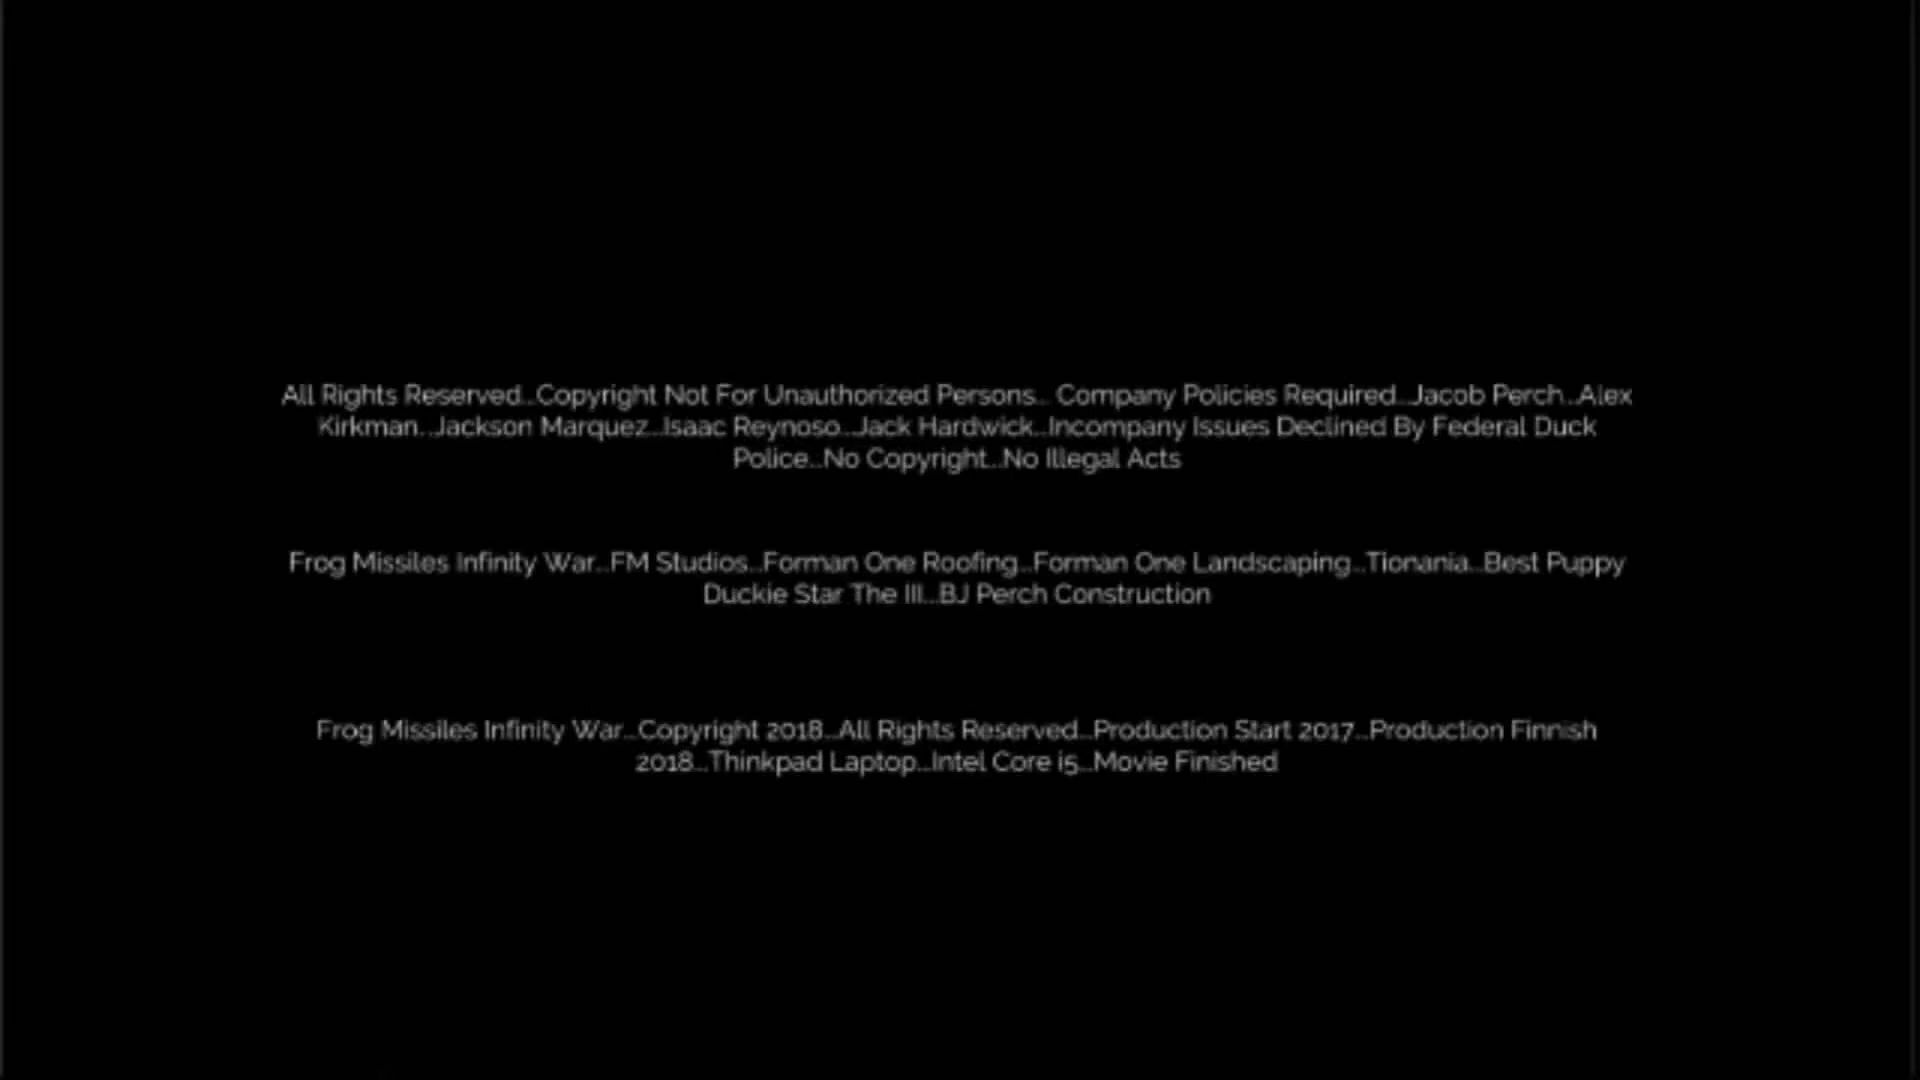 All Rights Reserved...Copyright Not For Unauthorized Persons... Company Policies Required...Jacob Perch...Alex
Kirkman...Jackson Marquez...Isaac Reynoso...Jack Hardwick...Incompany Issues Declined By Federal Duck
Police...No Copyright...No Illegal Acts
Frog Missiles Infinity War...FM Studios...Forman One Roofing...Forman One Landscaping...Tionania...Best Puppy
Duckie Star The III...BJ Perch Construction
Frog Missiles Infinity War...Copyright 2018...All Rights Reserved...Production Start 2017...Production Finnish
2018...Thinkpad Laptop...Intel Core i5...Movie Finished